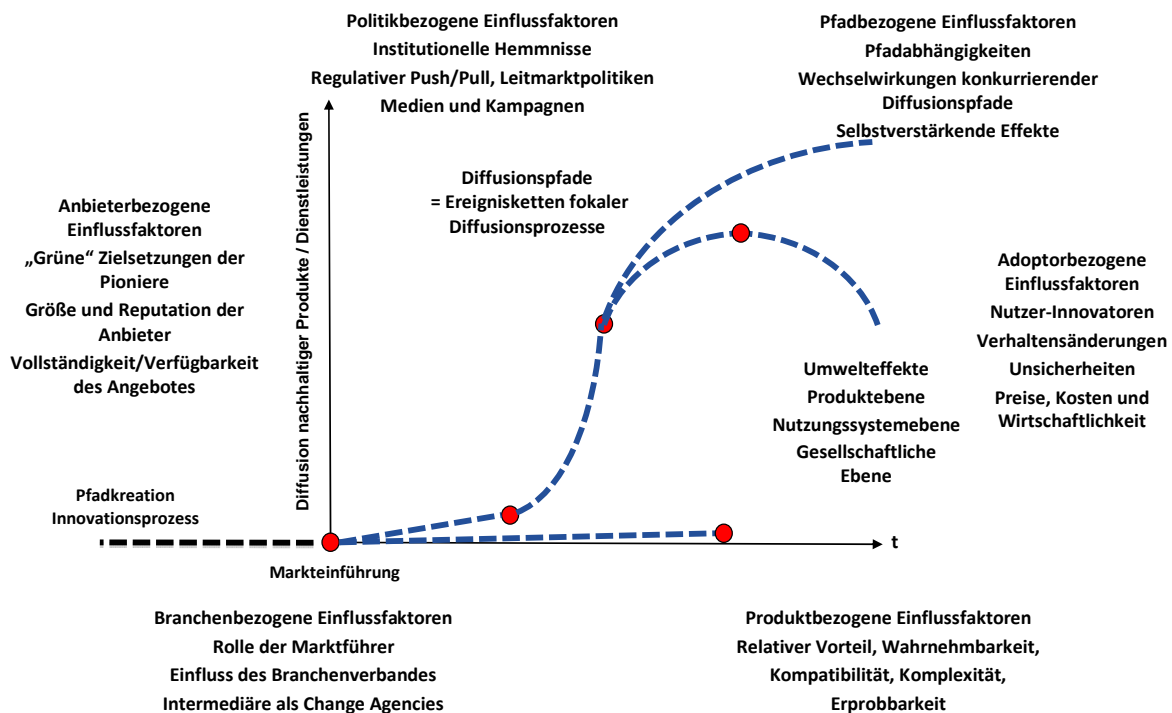 Politikbezogene Einflussfaktoren
Institutionelle Hemmnisse
Regulativer Push/Pull, Leitmarktpolitiken
Medien und Kampagnen
Pfadbezogene Einflussfaktoren
Pfadabhängigkeiten
Wechselwirkungen konkurrierender
Diffusionspfade
Selbstverstärkende Effekte
Diffusion nachhaltiger Produkte / Dienstleistungen
Diffusionspfade
= Ereignisketten fokaler
Diffusionsprozesse
Anbieterbezogene
Einflussfaktoren
„Grüne“ Zielsetzungen der
Pioniere
Größe und Reputation der
Anbieter
Vollständigkeit/Verfügbarkeit
des Angebotes
Adoptorbezogene
Einflussfaktoren
Nutzer-Innovatoren
Verhaltensänderungen
Unsicherheiten
Preise, Kosten und
Wirtschaftlichkeit
Umwelteffekte
Produktebene
Nutzungssystemebene
Gesellschaftliche
Ebene
Pfadkreation
Innovationsprozess
t
Markteinführung
Branchenbezogene Einflussfaktoren
Rolle der Marktführer
Einfluss des Branchenverbandes
Intermediäre als Change Agencies
Produktbezogene Einflussfaktoren
Relativer Vorteil, Wahrnehmbarkeit,
Kompatibilität, Komplexität,
Erprobbarkeit